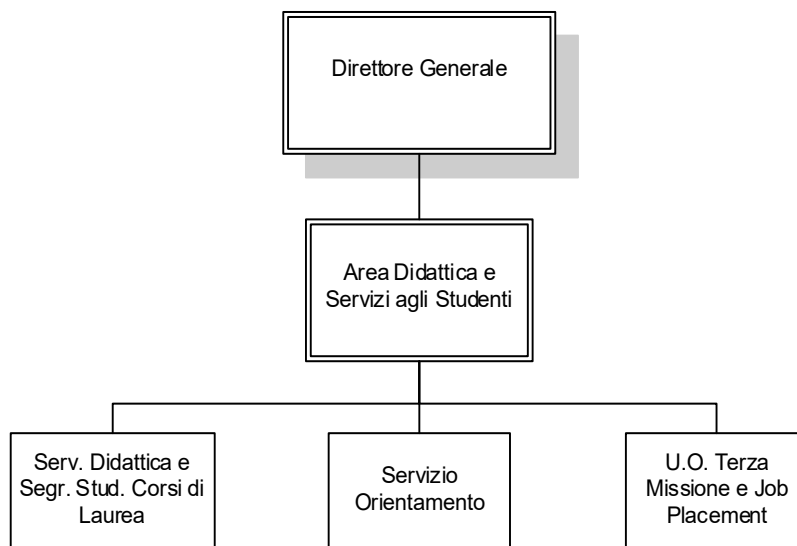 Direttore Generale
Area Didattica e
Servizi agli Studenti
Serv. Didattica e
Segr. Stud. Corsi di
Laurea
Servizio
Orientamento
U.O. Terza
Missione e Job
Placement